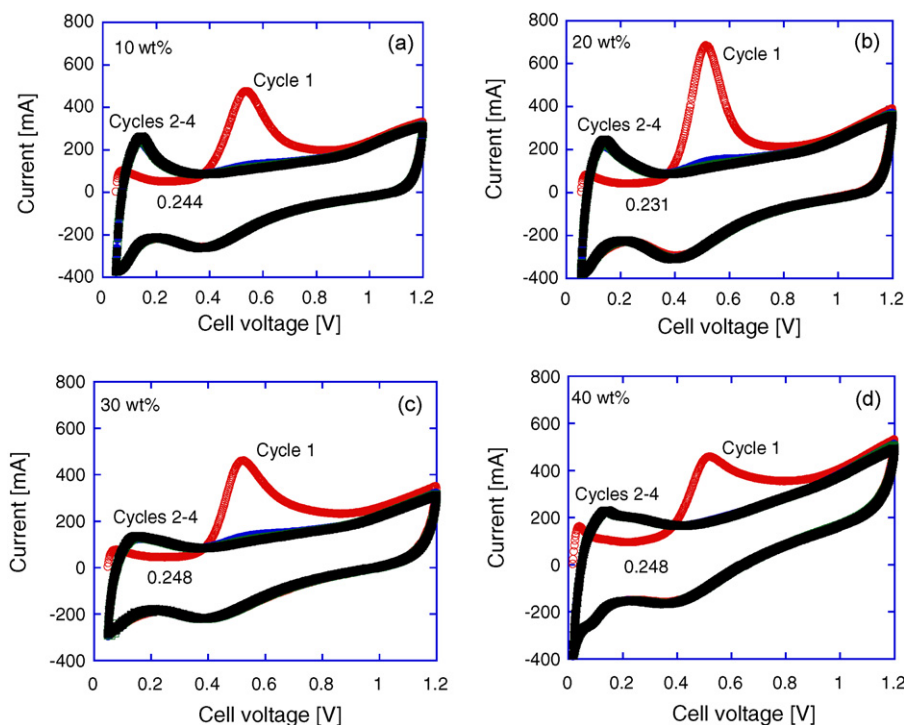 800
10 wt%
(a)
600
Cycle 1
400
Cycles 2-4
200
0
0.244
-200
-400
0 0.2 0.4 0.6 0.8 1 1.2
Cell voltage [V]
Current [mA]
800
20 wt%
(b)
600
Cycle 1
400
Cycles 2-4
200
0
0.231
-200
-400
0 0.2 0.4 0.6 0.8 1 1.2
Cell voltage [V]
Current [mA]
800
30 wt%
(c)
600
Cycle 1
400
Cycles 2-4
200
0
0.248
-200
-400
0 0.2 0.4 0.6 0.8 1 1.2
Cell voltage [V]
Current [mA]
800
40 wt%
(d)
600
Cycle 1
400
Cycles 2-4
200
0
0.248
-200
-400
0 0.2 0.4 0.6 0.8 1 1.2
Cell voltage [V]
Current [mA]